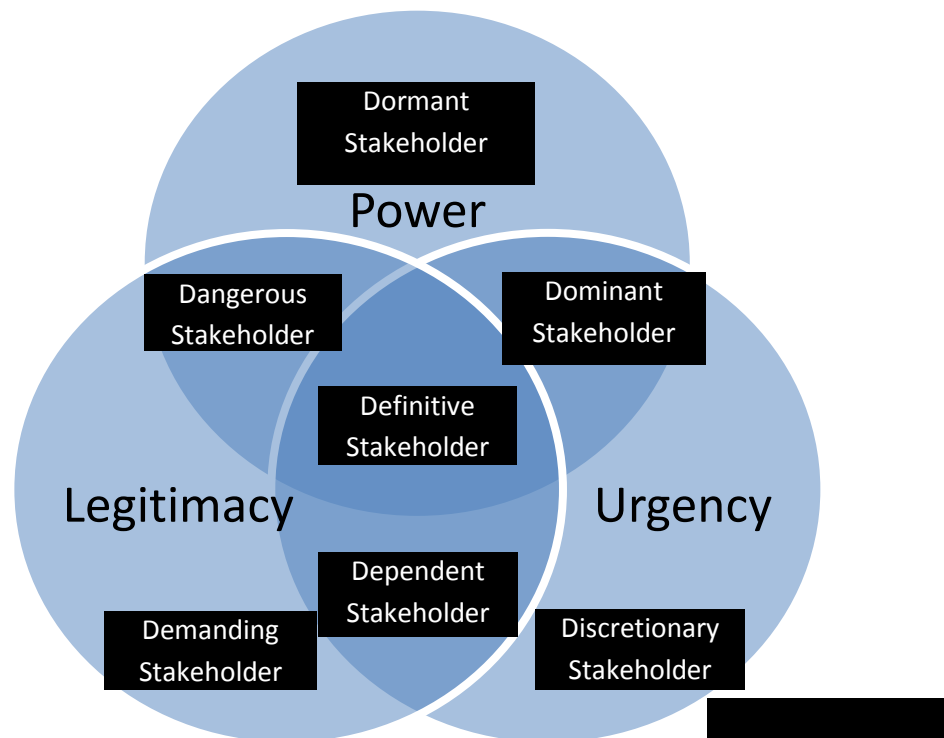 Dormant
Stakeholder
Power
Dangerous
Stakeholder
Dominant
Stakeholder
Definitive
Stakeholder
Legitimacy
Urgency
Dependent
Stakeholder
Demanding
Stakeholder
Discretionary
Stakeholder